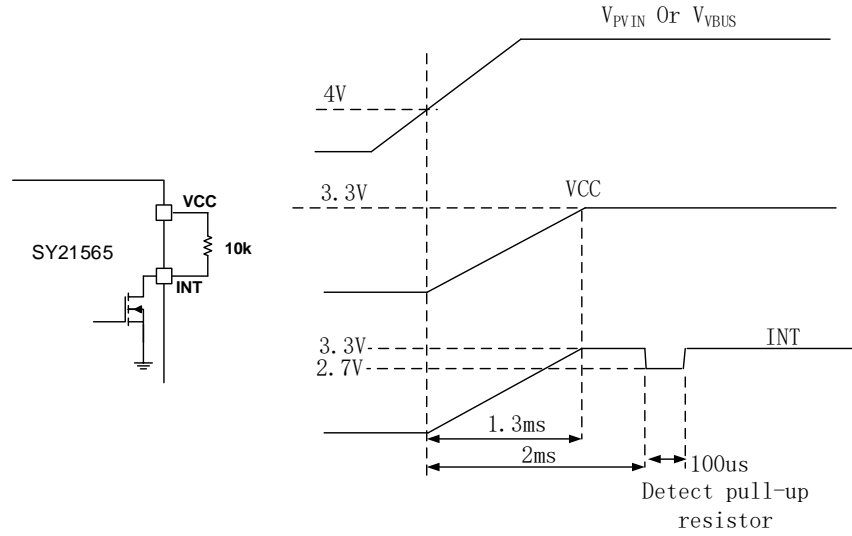 V_PVIN Or V_VBUS
4V
3.3V
VCC
VCC
SY21565
10k
INT
3.3V
INT
2.7V
1.3ms
2ms
100us
Detect pull-up
resistor